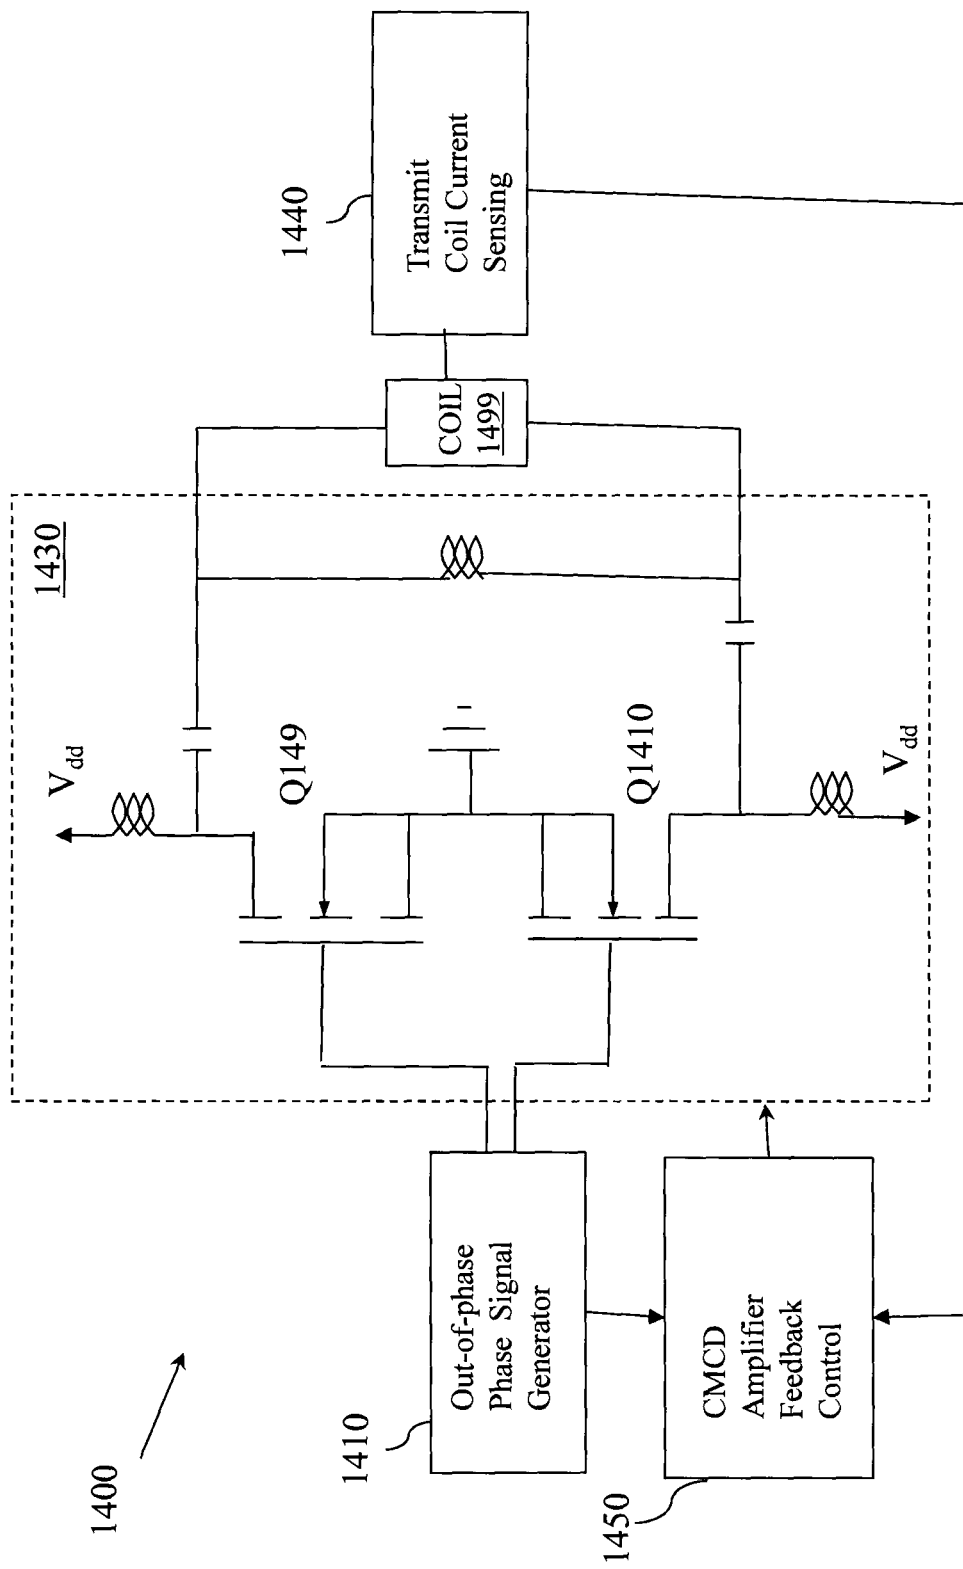 1400
1410
Out-of-phase
Phase Signal
Generator
1450
CMCD
Amplifier
Feedback
Control
1430
Vdd
Q149
Q1410
Vdd
COIL
1499
1440
Transmit
Coil Current
Sensing